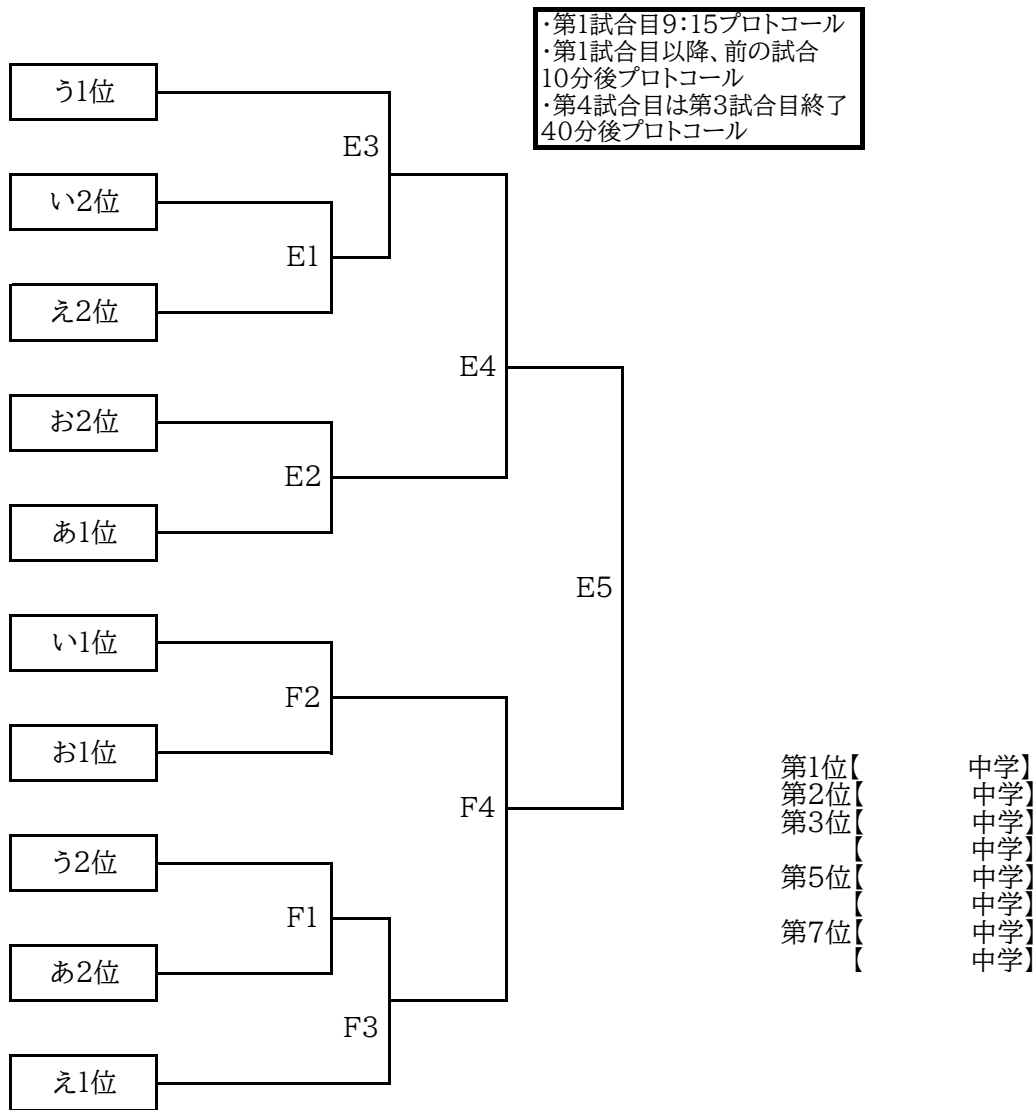 ・第1試合目9:15プロトコール
・第1試合目以降、前の試合
10分後プロトコール
・第4試合目は第3試合目終了
40分後プロトコール
う1位
E3
い2位
E1
え2位
E4
お2位
E2
あ1位
E5
い1位
F2
お1位
F4
う2位
F1
あ2位
F3
え1位
第1位【 中学】
第2位【 中学】
第3位【 中学】
【 中学】
第5位【 中学】
【 中学】
第7位【 中学】
【 中学】